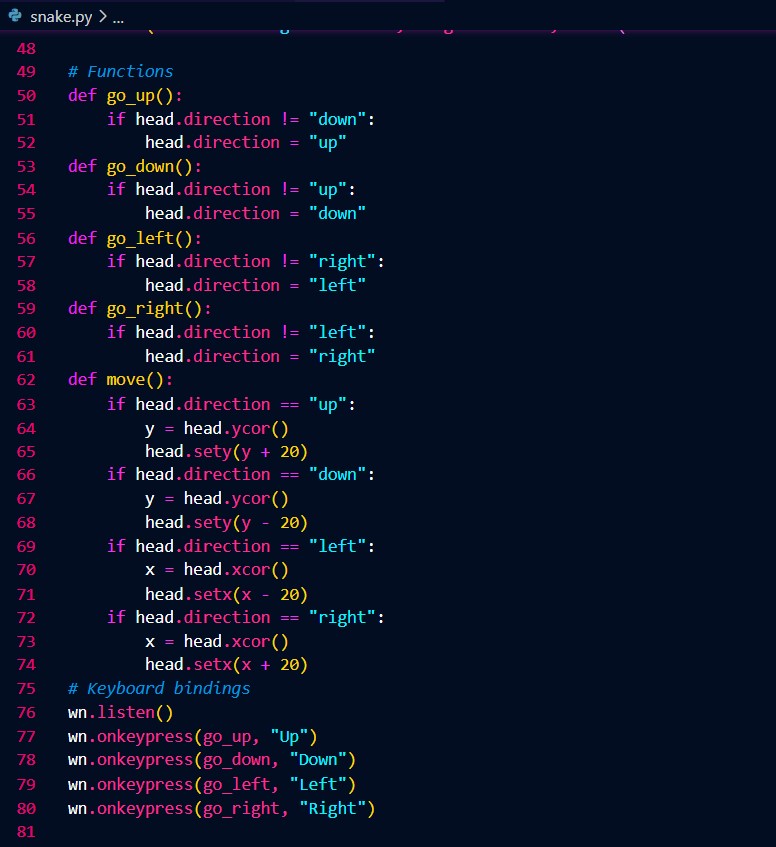 snake.py > ...
48
49 # Functions
50 def go_up():
51     if head.direction != "down":
52         head.direction = "up"
53 def go_down():
54     if head.direction != "up":
55         head.direction = "down"
56 def go_left():
57     if head.direction != "right":
58         head.direction = "left"
59 def go_right():
60     if head.direction != "left":
61         head.direction = "right"
62 def move():
63     if head.direction == "up":
64         y = head.ycor()
65         head.sety(y + 20)
66     if head.direction == "down":
67         y = head.ycor()
68         head.sety(y - 20)
69     if head.direction == "left":
70         x = head.xcor()
71         head.setx(x - 20)
72     if head.direction == "right":
73         x = head.xcor()
74         head.setx(x + 20)
75 # Keyboard bindings
76 wn.listen()
77 wn.onkeypress(go_up, "Up")
78 wn.onkeypress(go_down, "Down")
79 wn.onkeypress(go_left, "Left")
80 wn.onkeypress(go_right, "Right")
81